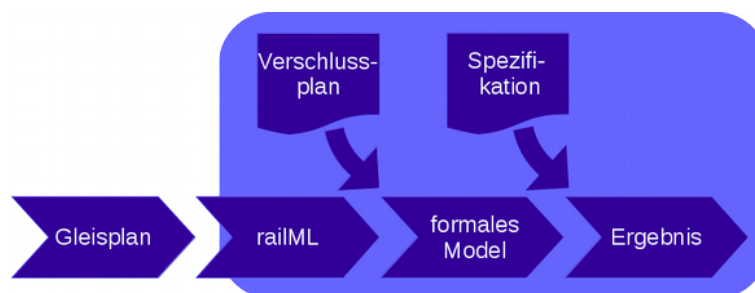 Verschluss-
plan
Spezifi-
kation
Gleisplan
railML
formales
Model
Ergebnis